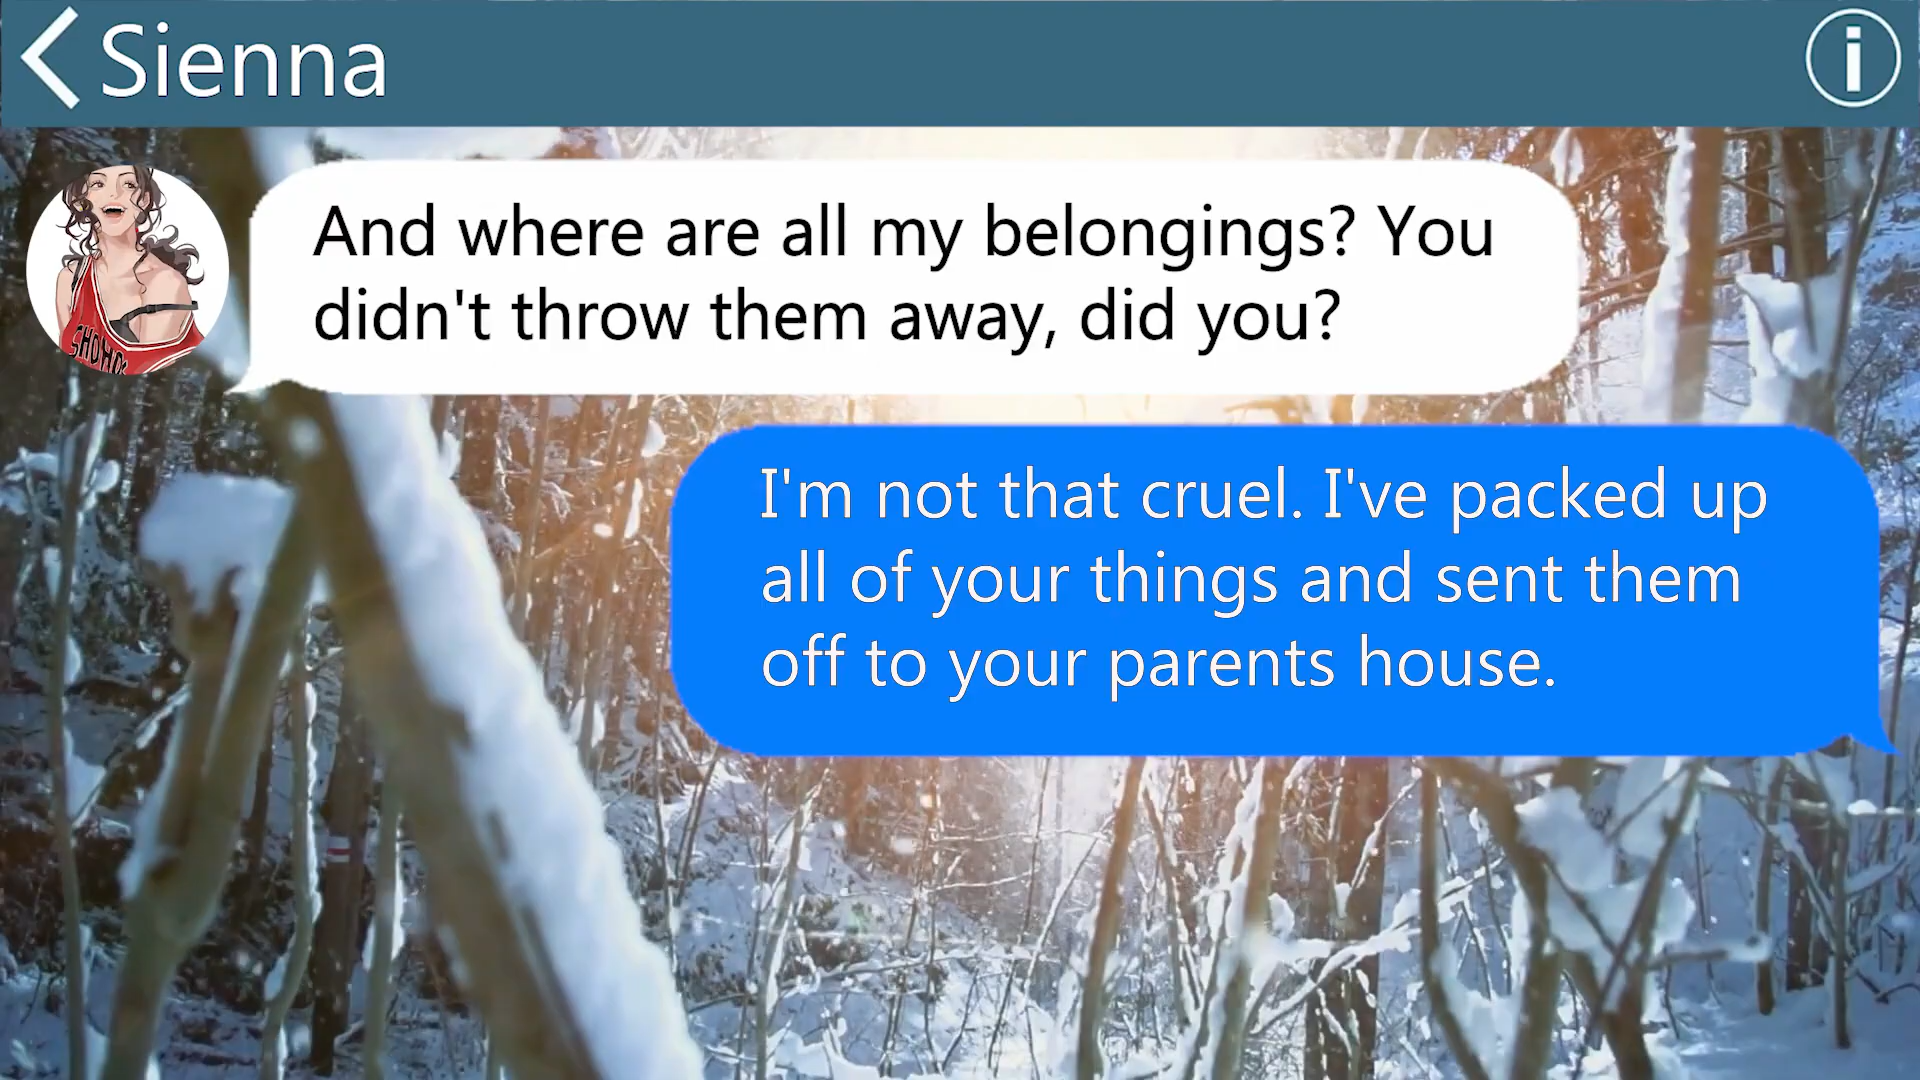 Sienna
And where are all my belongings? You
didn't throw them away, did you?
I'm not that cruel. I've packed up
all of your things and sent them
off to your parents house.